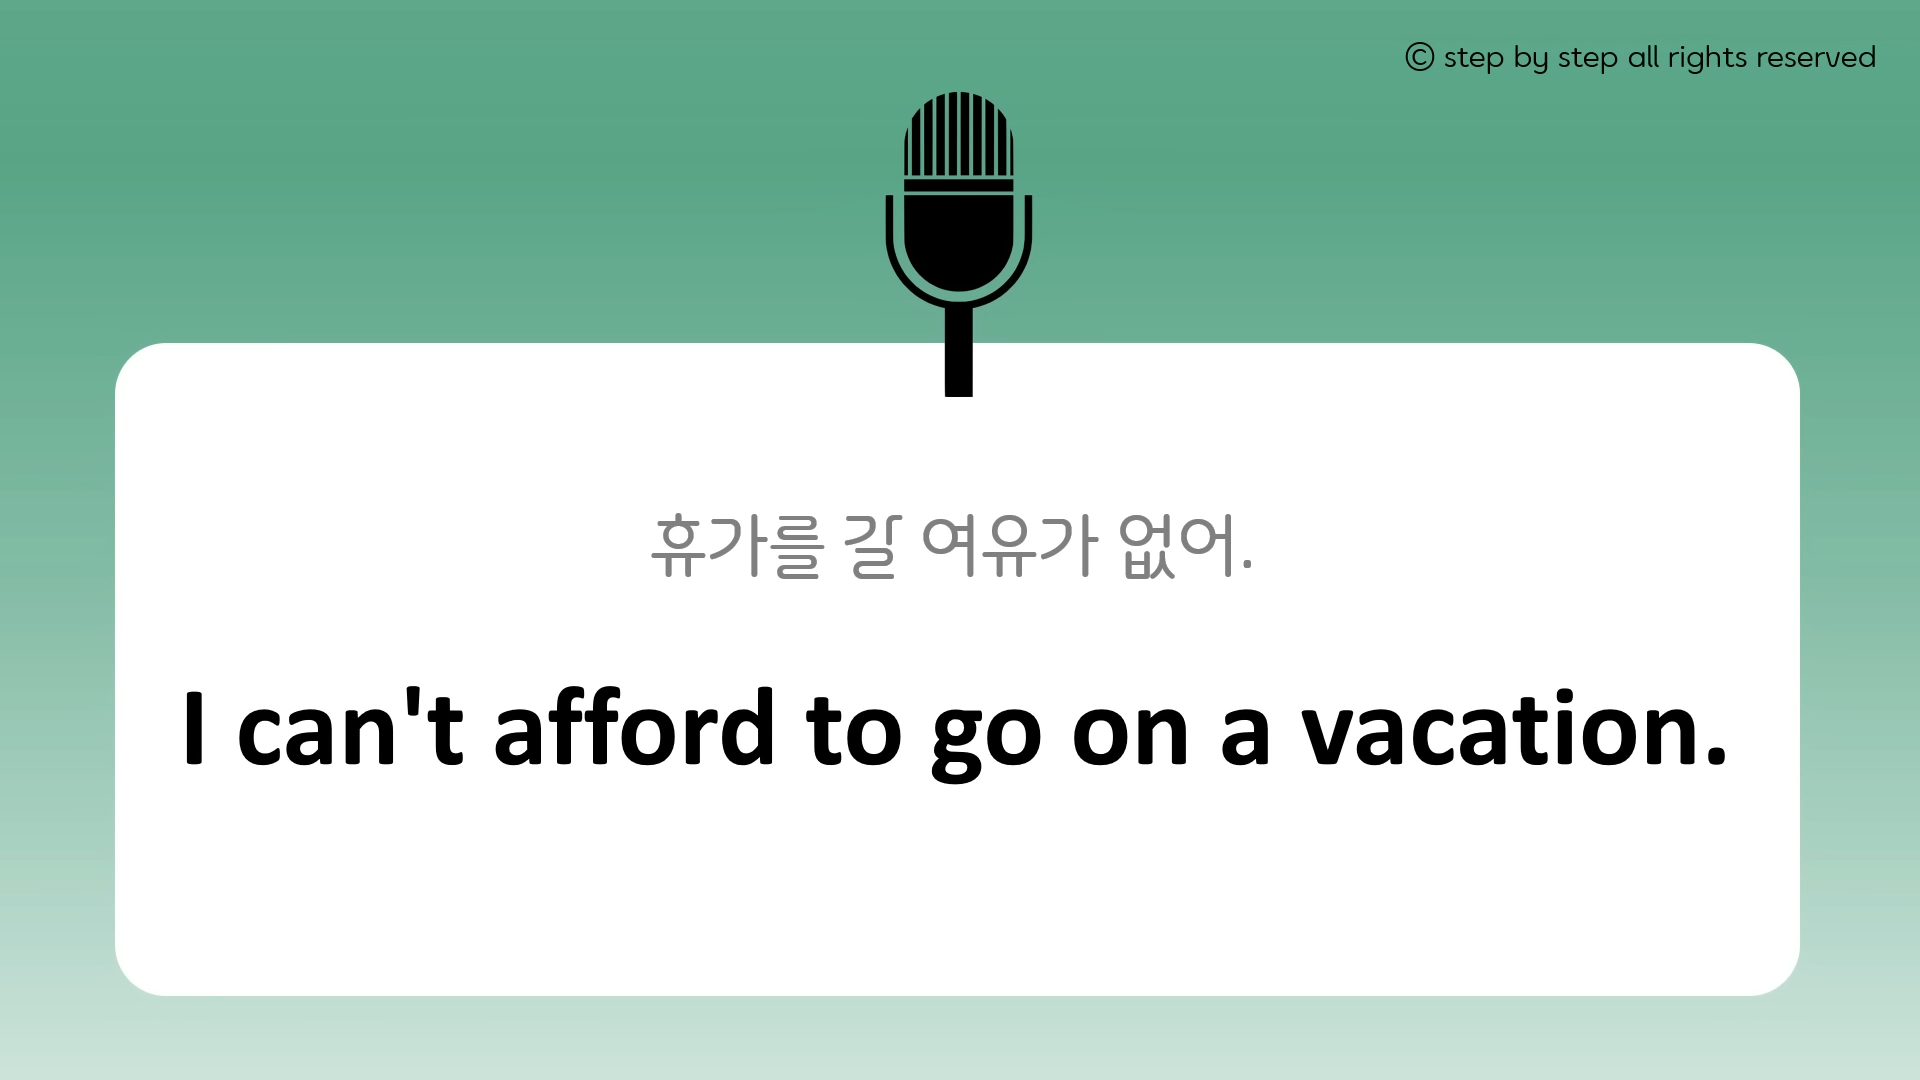 © step by step all rights reserved
휴가를 갈 여유가 없어.
I can't afford to go on a vacation.